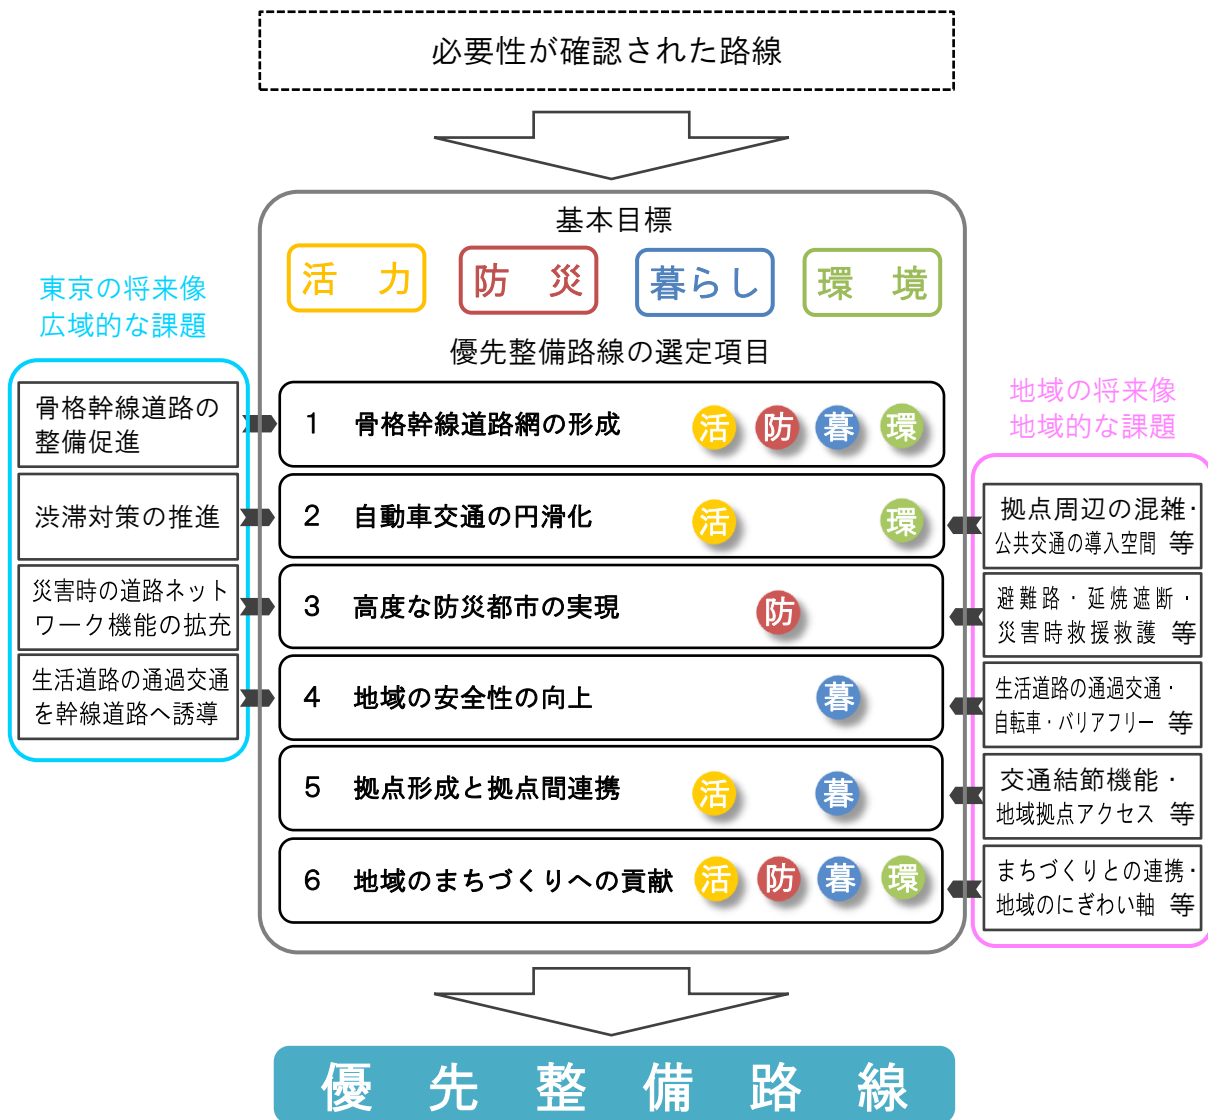 必要性が確認された路線
基本目標
活　力
防　災
暮らし
環　境
優先整備路線の選定項目
東京の将来像
広域的な課題
骨格幹線道路の
整備促進
渋滞対策の推進
災害時の道路ネット
ワーク機能の拡充
生活道路の通過交通
を幹線道路へ誘導
1　骨格幹線道路網の形成　活　防　暮　環
2　自動車交通の円滑化　活　環
3　高度な防災都市の実現　防
4　地域の安全性の向上　暮
5　拠点形成と拠点間連携　活　暮
6　地域のまちづくりへの貢献　活　防　暮　環
地域の将来像
地域的な課題
拠点周辺の混雑・
公共交通の導入空間 等
避難路・延焼遮断・
災害時救援救護 等
生活道路の通過交通・
自転車・バリアフリー 等
交通結節機能・
地域拠点アクセス 等
まちづくりとの連携・
地域のにぎわい軸 等
優先整備路線